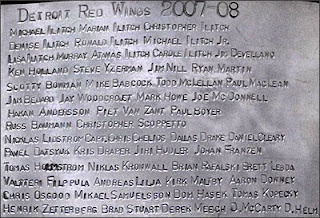 DETROIT RED WINGS 2007-08
MICHAEL ILITCH MARIAN ILITCH CHRISTOPHER ILITCH
DENISE ILITCH RONALD ILITCH MICHAEL ILITCH JR.
LISA ILITCH MURRAY ATANAS ILITCH CAROLE ILITCH JIM DEVELLANO
KEN HOLLAND STEVE YZERMAN JIM NILL RYAN MARTIN
SCOTTY BOWMAN MIKE BABCOCK TODD MCLELLAN PAUL MACLEAN
JIM BEDARD JAY WOODCROFT MARK HOWE JOE MCDONNELL
HAKAN ANDERSSON PIET VAN ZANT PAUL BOYER
RUSS BAUMANN CHRISTOPHER SCOPPETTO
NICKLAS LIDSTROM CAPT. CHRIS CHELIOS DALLAS DRAKE DANIEL CLEARY
PAVEL DATSYUK KRIS DRAPER JIRI HUDLER JOHAN FRANZEN
TOMAS HOLMSTROM NIKLAS KRONWALL BRIAN RAFALSKI BRETT LEBDA
VALTTERI FILPPULA ANDREAS LILJA KIRK MALTBY AARON DOWNEY
CHRIS OSGOOD MIKAEL SAMUELSSON DOM HASEK TOMAS KOPECKY
HENRIK ZETTERBERG BRAD STUART DEREK MEECH D. MCCARTY D. HELM